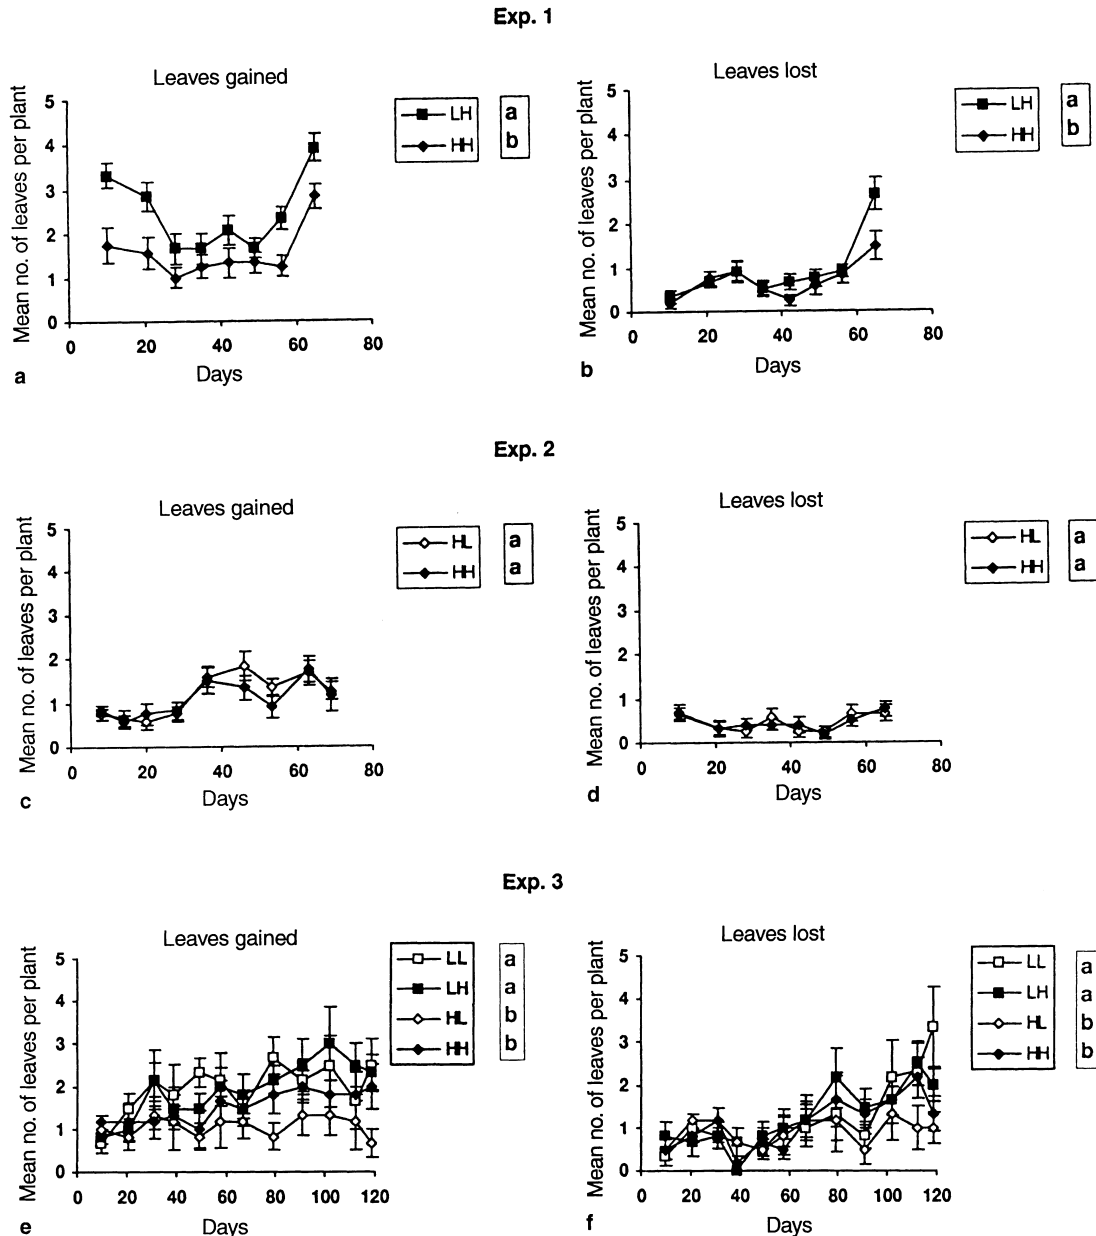 Exp. 1
Leaves gained
Mean no. of leaves per plant
5
4
3
2
1
0
0 20 40 60 80
Days
LH a
HH b
a
Leaves lost
Mean no. of leaves per plant
5
4
3
2
1
0
0 20 40 60 80
Days
LH a
HH b
b
Exp. 2
Leaves gained
Mean no. of leaves per plant
5
4
3
2
1
0
0 20 40 60 80
Days
HL a
HH a
c
Leaves lost
Mean no. of leaves per plant
5
4
3
2
1
0
0 20 40 60 80
Days
HL a
HH a
d
Exp. 3
Leaves gained
Mean no. of leaves per plant
5
4
3
2
1
0
0 20 40 60 80 100 120
Days
LL a
LH a
HL b
HH b
e
Leaves lost
Mean no. of leaves per plant
5
4
3
2
1
0
0 20 40 60 80 100 120
Days
LL a
LH a
HL b
HH b
f